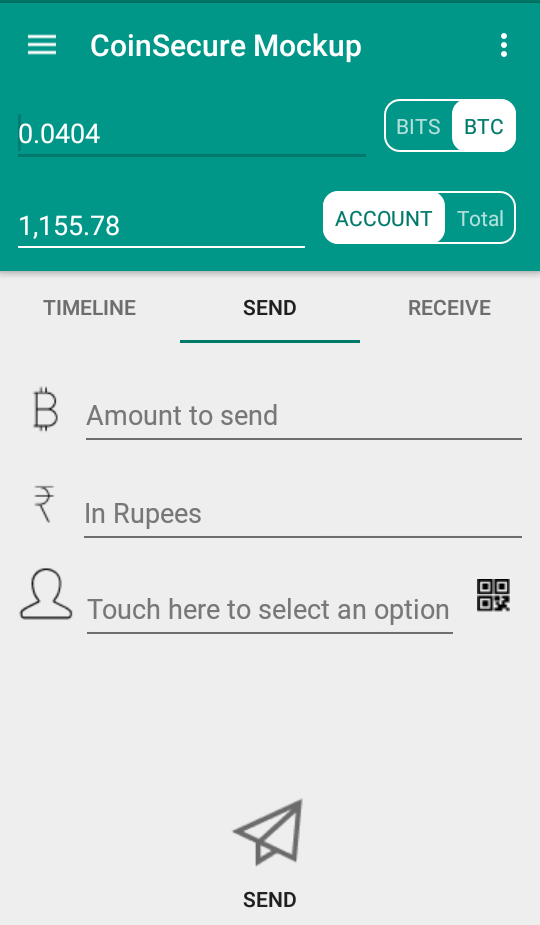 CoinSecure Mockup
0.0404
BITS BTC
1,155.78
ACCOUNT Total
TIMELINE SEND RECEIVE
Amount to send
In Rupees
Touch here to select an option
SEND